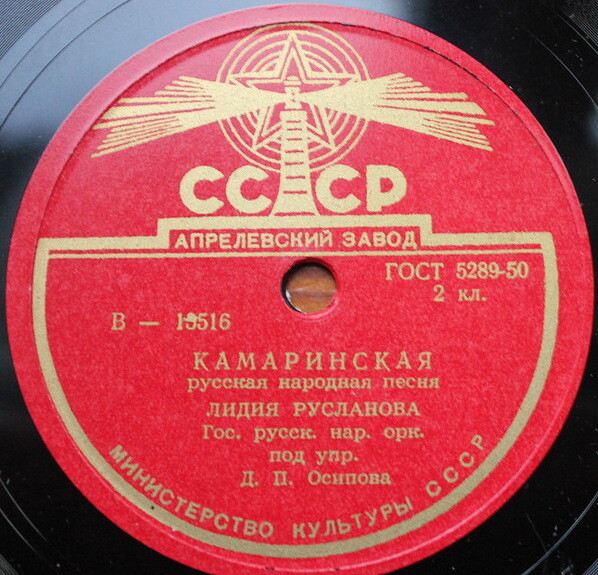 СССР
АПРЕЛЕВСКИЙ ЗАВОД
ГОСТ 5289-50
2 кл.
В — 13516
КАМАРИНСКАЯ
русская народная песня
ЛИДИЯ РУСЛАНОВА
Гос. русск. нар. орк.
под упр.
Д. П. Осипова
МИНИСТЕРСТВО КУЛЬТУРЫ СССР